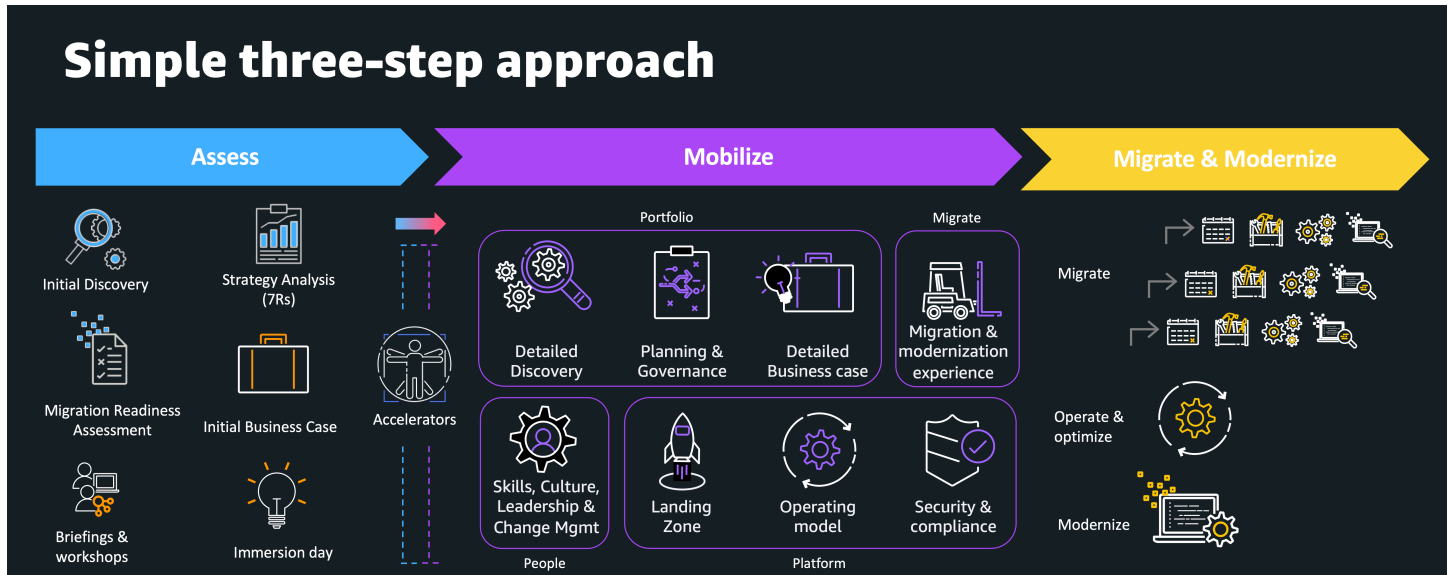 Simple three-step approach
Assess
Mobilize
Migrate & Modernize
Initial Discovery
Strategy Analysis
(7Rs)
Migration Readiness
Assessment
Initial Business Case
Briefings &
workshops
Immersion day
Accelerators
Portfolio
Detailed
Discovery
Planning &
Governance
Detailed
Business case
Migrate
Migration &
modernization
experience
Skills, Culture,
Leadership &
Change Mgmt
People
Landing
Zone
Operating
model
Security &
compliance
Platform
Migrate
Operate &
optimize
Modernize